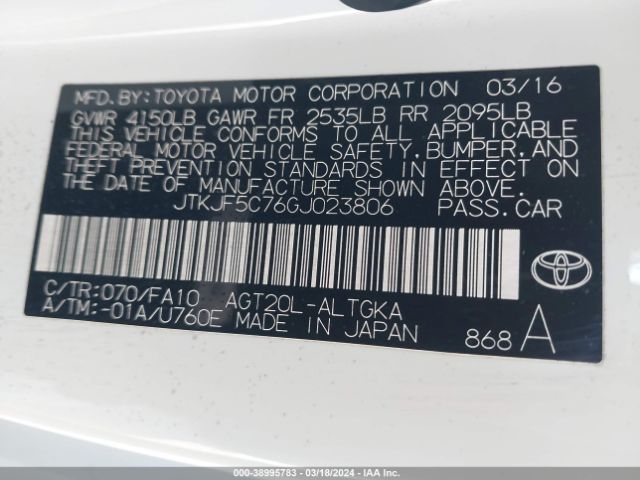 MFD.BY:TOYOTA MOTOR CORPORATION 03/16
GVWR 4150LB GAWR FR 2535LB RR 2095LB
THIS VEHICLE CONFORMS TO ALL APPLICABLE
FEDERAL MOTOR VEHICLE SAFETY,BUMPER,AND
THEFT PREVENTION STANDARDS IN EFFECT ON
THE DATE OF MANUFACTURE SHOWN ABOVE.
JTKJF5C76GJ023806 PASS.CAR
C/TR:070/FA10 AGT20L-ALTGKA
A/TM:-01A/U760E MADE IN JAPAN 868 A
000-38995783 - 03/18/2024 - IAA Inc.